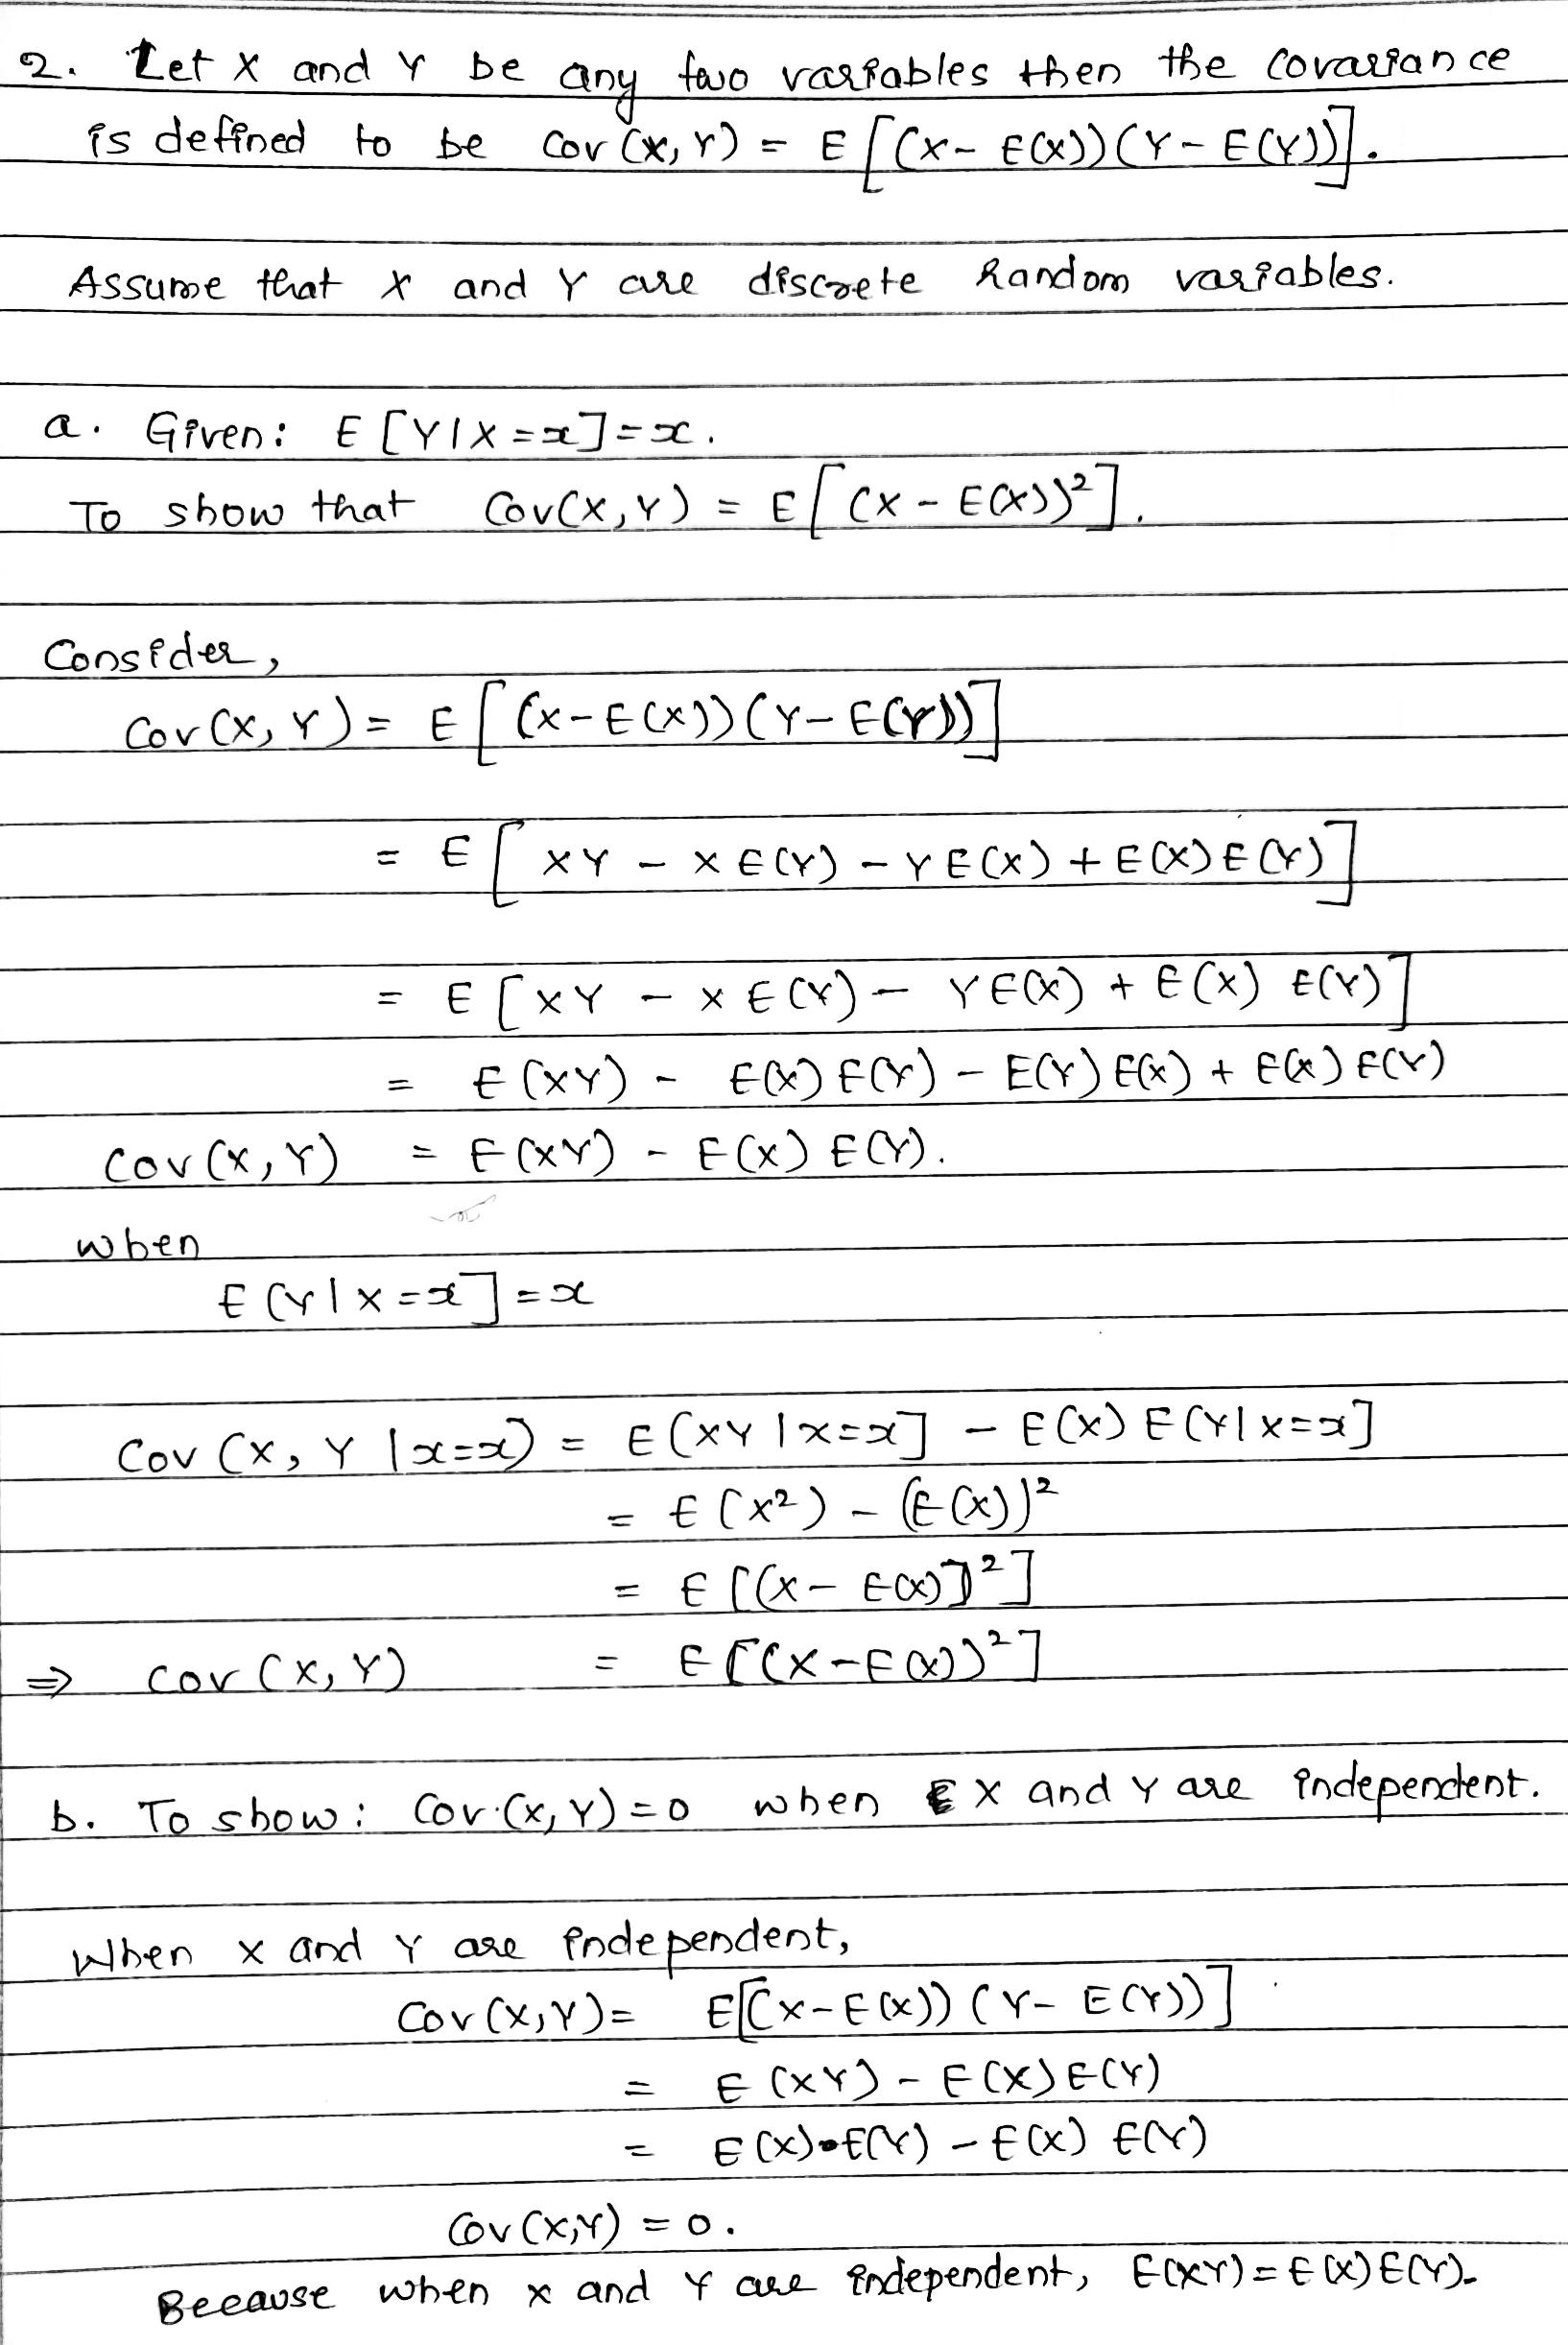 2. Let X and Y be any two variables then the covariance
is defined to be Cov(X, Y) = E[(X - E(X))(Y - E(Y))].
Assume that X and Y are discrete Random variables.
a. Given: E[Y|X=x]=x.
To show that Cov(X,Y) = E[(X - E(X))²].
Consider,
Cov(X, Y) = E[(X-E(X))(Y-E(Y))]
= E[XY - XE(Y) - YE(X) + E(X)E(Y)]
= E[XY - XE(Y) - YE(X) + E(X) E(Y)]
= E(XY) - E(X)E(Y) - E(Y)E(X) + E(X)E(Y)
Cov(X,Y) = E(XY) - E(X)E(Y).
when
E(Y|X=x]=x
Cov(X, Y|x=x) = E(XY|X=x] - E(X)E(Y|X=x]
= E(X²) - (E(X))²
= E[(X- E(X)]²]
⇒ Cov(X, Y) = E[(X-E(X))²]
b. To show: Cov.(X, Y)=0 when X and Y are independent.
When X and Y are independent,
Cov(X,Y)= E[(X-E(X))(Y- E(Y))]
= E(XY) - E(X)E(Y)
= E(X)•E(Y) - E(X) E(Y)
Cov(X,Y) = 0.
Because when X and Y are independent, E(XY)=E(X)E(Y).